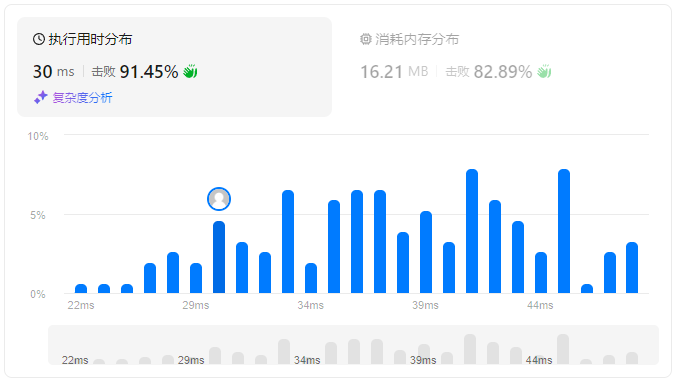 执行用时分布
30 ms 击败 91.45%
复杂度分析
消耗内存分布
16.21 MB 击败 82.89%
10%
5%
0%
22ms 29ms 34ms 39ms 44ms
22ms 29ms 34ms 39ms 44ms